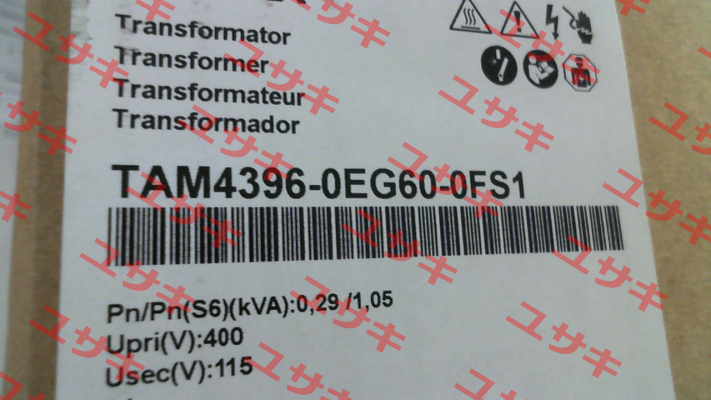 Transformator
Transformer
Transformateur
Transformador
TAM4396-0EG60-0FS1
Pn/Pn(S6)(kVA):0,29 /1,05
Upri(V):400
Usec(V):115
ユサキ